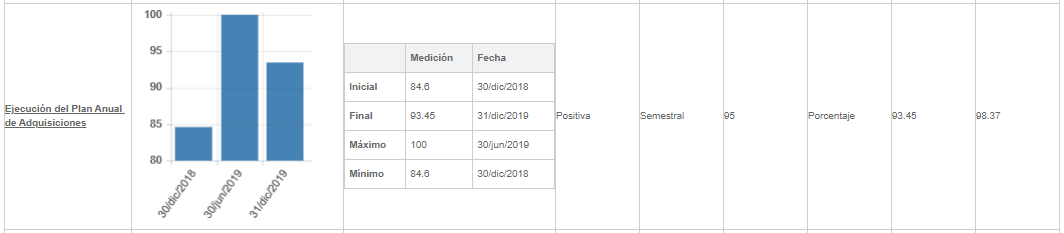 Ejecución del Plan Anual
de Adquisiciones
100
95
90
85
80
30/dic/2018
30/jun/2019
31/dic/2019
Medición Fecha
Inicial 84.6 30/dic/2018
Final 93.45 31/dic/2019
Máximo 100 30/jun/2019
Mínimo 84.6 30/dic/2018
Positiva Semestral 95 Porcentaje 93.45 98.37